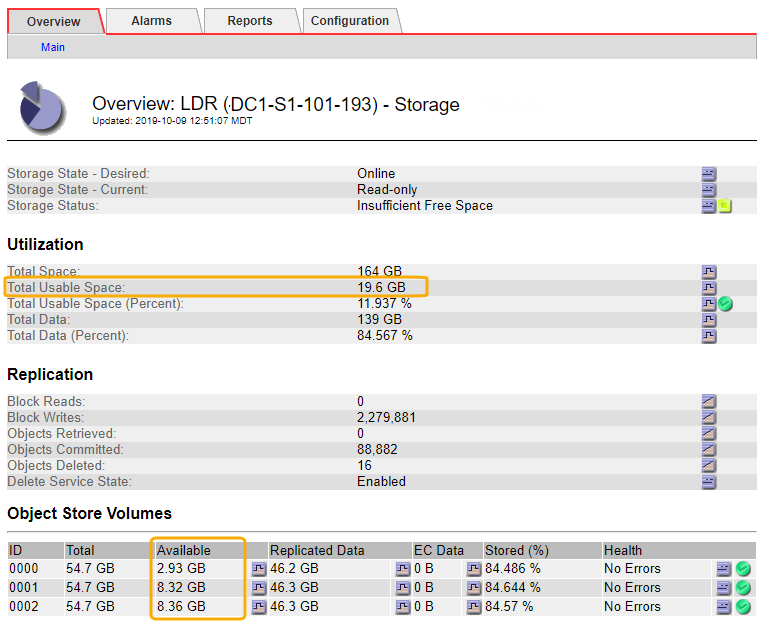 Overview Alarms Reports Configuration
Main
Overview: LDR (DC1-S1-101-193) - Storage
Updated: 2019-10-09 12:51:07 MDT
Storage State - Desired: Online
Storage State - Current: Read-only
Storage Status: Insufficient Free Space
Utilization
Total Space: 164 GB
Total Usable Space: 19.6 GB
Total Usable Space (Percent): 11.937 %
Total Data: 139 GB
Total Data (Percent): 84.567 %
Replication
Block Reads: 0
Block Writes: 2,279,881
Objects Retrieved: 0
Objects Committed: 88,882
Objects Deleted: 16
Delete Service State: Enabled
Object Store Volumes
ID Total Available Replicated Data EC Data Stored (%) Health
0000 54.7 GB 2.93 GB 46.2 GB 0 B 84.486 % No Errors
0001 54.7 GB 8.32 GB 46.3 GB 0 B 84.644 % No Errors
0002 54.7 GB 8.36 GB 46.3 GB 0 B 84.57 % No Errors